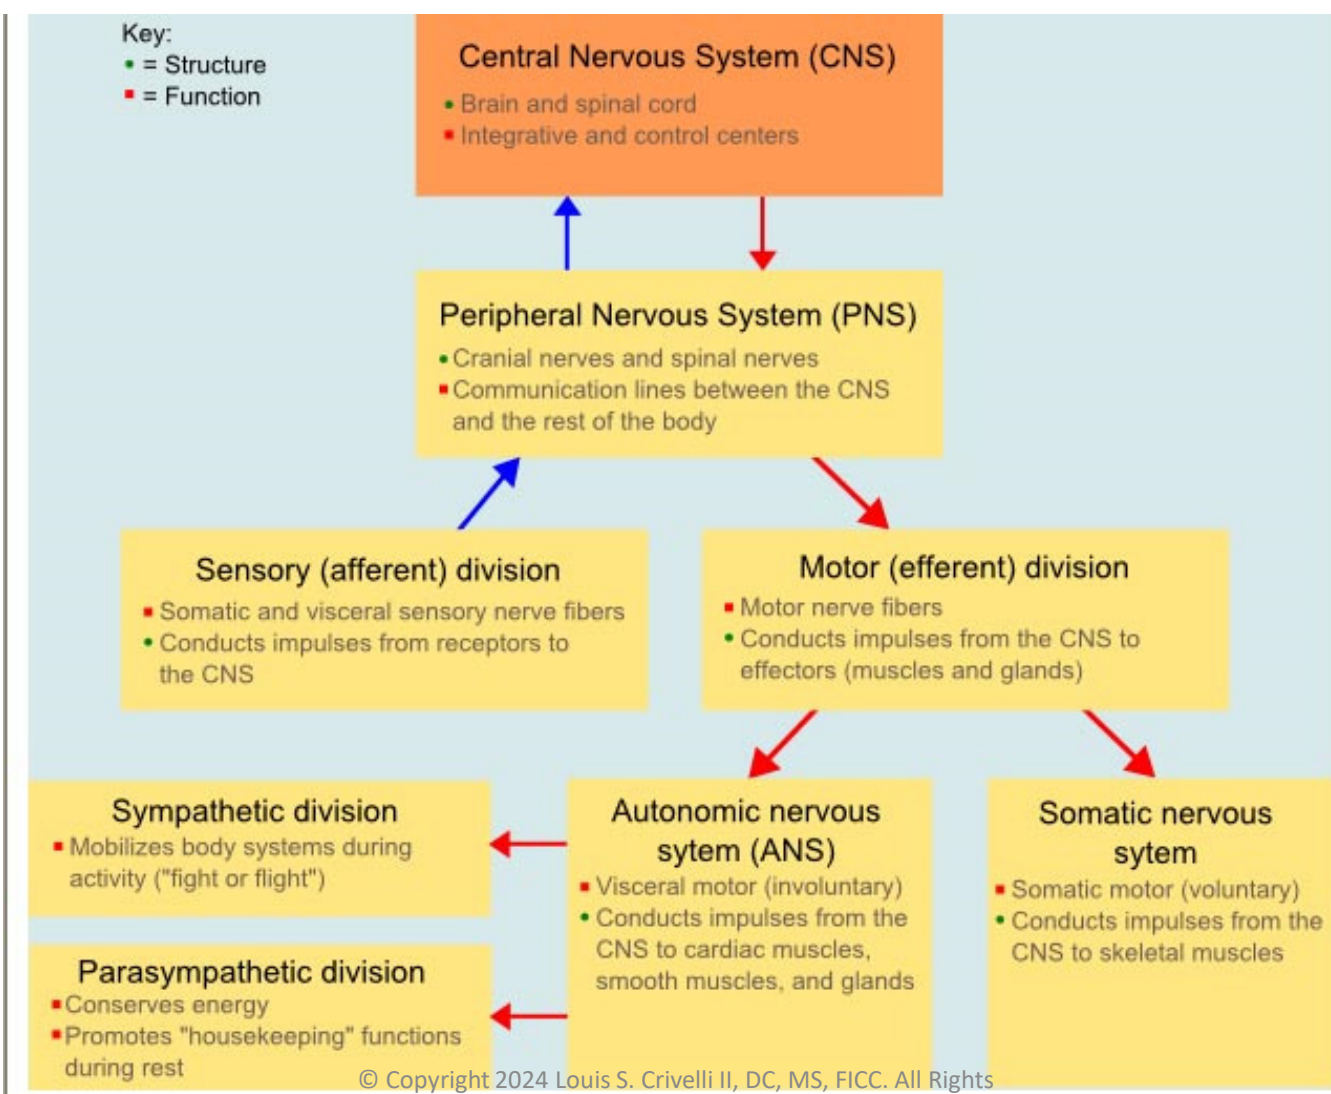 Key:
• = Structure
▪ = Function
Central Nervous System (CNS)
• Brain and spinal cord
▪ Integrative and control centers
Peripheral Nervous System (PNS)
• Cranial nerves and spinal nerves
▪ Communication lines between the CNS
and the rest of the body
Sensory (afferent) division
▪ Somatic and visceral sensory nerve fibers
• Conducts impulses from receptors to
the CNS
Motor (efferent) division
▪ Motor nerve fibers
• Conducts impulses from the CNS to
effectors (muscles and glands)
Sympathetic division
▪ Mobilizes body systems during
activity ("fight or flight")
Parasympathetic division
▪ Conserves energy
▪ Promotes "housekeeping" functions
during rest
Autonomic nervous
sytem (ANS)
▪ Visceral motor (involuntary)
• Conducts impulses from the
CNS to cardiac muscles,
smooth muscles, and glands
Somatic nervous
sytem
▪ Somatic motor (voluntary)
• Conducts impulses from the
CNS to skeletal muscles
© Copyright 2024 Louis S. Crivelli II, DC, MS, FICC. All Rights